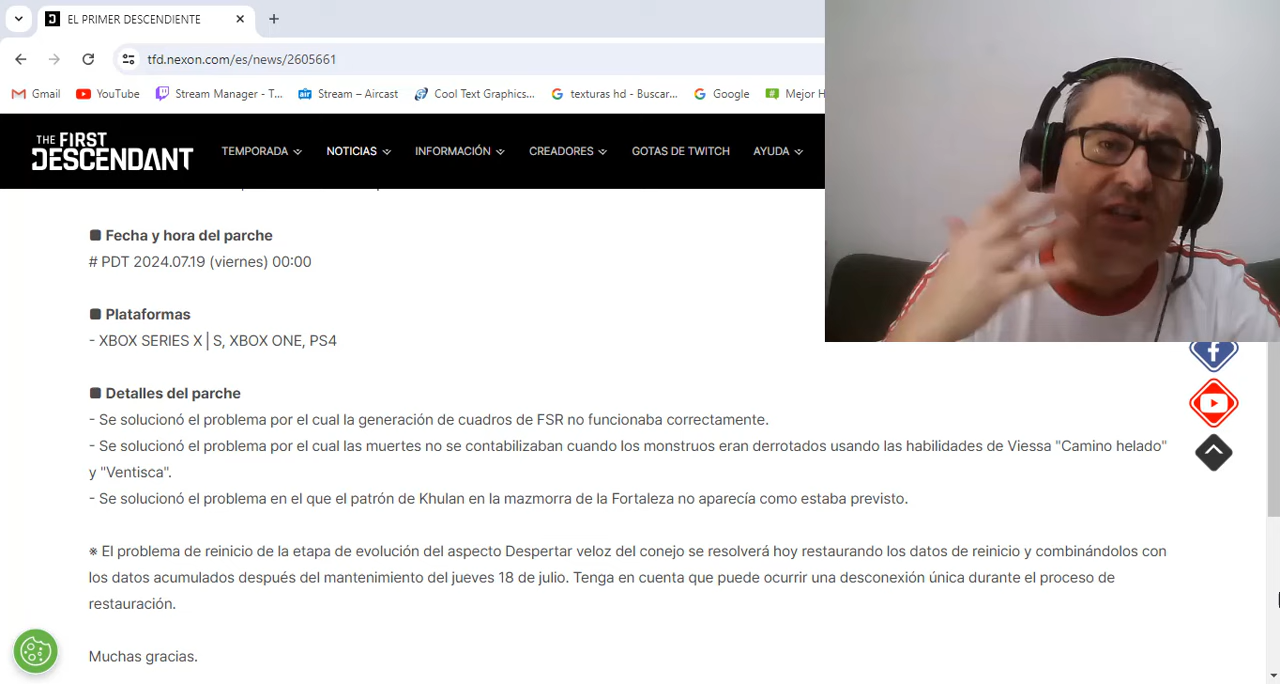 EL PRIMER DESCENDIENTE
tfd.nexon.com/es/news/2605661
Gmail YouTube Stream Manager - T... Stream – Aircast Cool Text Graphics... texturas hd - Buscar... Google Mejor H
THE FIRST
DESCENDANT
TEMPORADA NOTICIAS INFORMACIÓN CREADORES GOTAS DE TWITCH AYUDA
Fecha y hora del parche
# PDT 2024.07.19 (viernes) 00:00
Plataformas
- XBOX SERIES X | S, XBOX ONE, PS4
Detalles del parche
- Se solucionó el problema por el cual la generación de cuadros de FSR no funcionaba correctamente.
- Se solucionó el problema por el cual las muertes no se contabilizaban cuando los monstruos eran derrotados usando las habilidades de Viessa "Camino helado"
y "Ventisca".
- Se solucionó el problema en el que el patrón de Khulan en la mazmorra de la Fortaleza no aparecía como estaba previsto.
※ El problema de reinicio de la etapa de evolución del aspecto Despertar veloz del conejo se resolverá hoy restaurando los datos de reinicio y combinándolos con
los datos acumulados después del mantenimiento del jueves 18 de julio. Tenga en cuenta que puede ocurrir una desconexión única durante el proceso de
restauración.
Muchas gracias.